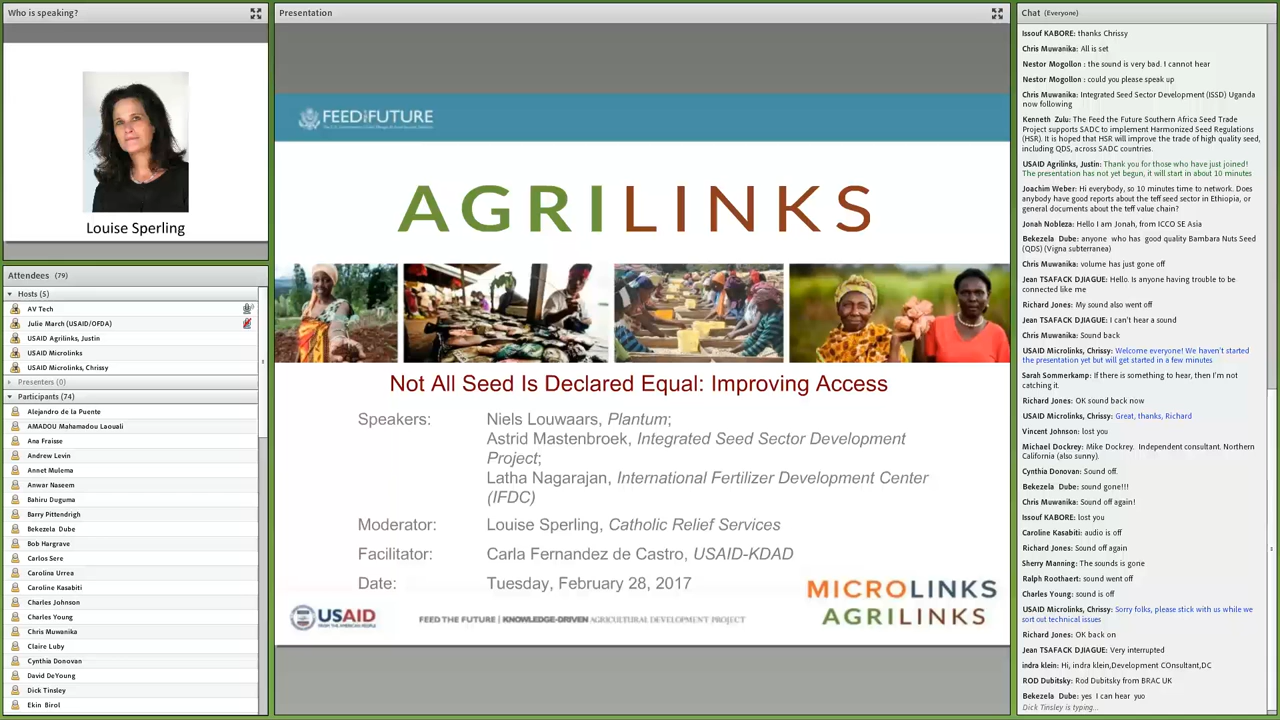 Who is speaking?
Louise Sperling
Attendees (79)
Hosts (5)
AV Tech
Julie March (USAID/OFDA)
USAID Agrilinks, Justin
USAID Microlinks
USAID Microlinks, Chrissy
Presenters (0)
Participants (74)
Alejandro de la Puente
AMADOU Mahamadou Laouali
Ana Fraisse
Andrew Levin
Annet Mulema
Anwar Naseem
Bahiru Duguma
Barry Pittendrigh
Bekezela Dube
Bob Hargrave
Carlos Sere
Carolina Urrea
Caroline Kasabiti
Charles Johnson
Charles Young
Chris Muwanika
Claire Luby
Cynthia Donovan
David DeYoung
Dick Tinsley
Ekin Birol
Presentation
FEED THE FUTURE
AGRILINKS
Not All Seed Is Declared Equal: Improving Access
Speakers: Niels Louwaars, Plantum;
Astrid Mastenbroek, Integrated Seed Sector Development
Project;
Latha Nagarajan, International Fertilizer Development Center
(IFDC)
Moderator: Louise Sperling, Catholic Relief Services
Facilitator: Carla Fernandez de Castro, USAID-KDAD
Date: Tuesday, February 28, 2017
MICROLINKS
AGRILINKS
USAID
FROM THE AMERICAN PEOPLE
FEED THE FUTURE | KNOWLEDGE-DRIVEN AGRICULTURAL DEVELOPMENT PROJECT
Chat (Everyone)
Issouf KABORE: thanks Chrissy
Chris Muwanika: All is set
Nestor Mogollon : the sound is very bad. I cannot hear
Nestor Mogollon : could you please speak up
Chris Muwanika: Integrated Seed Sector Development (ISSD) Uganda
now following
Kenneth Zulu: The Feed the Future Southern Africa Seed Trade
Project supports SADC to implement Harmonized Seed Regulations
(HSR). It is hoped that HSR will improve the trade of high quality seed,
including QDS, across SADC countries.
USAID Agrilinks, Justin: Thank you for those who have just joined!
The presentation has not yet begun, it will start in about 10 minutes
Joachim Weber: Hi everybody, so 10 minutes time to network. Does
anybody have good reports about the teff seed sector in Ethiopia, or
general documents about the teff value chain?
Jonah Nobleza: Hello I am Jonah, from ICCO SE Asia
Bekezela Dube: anyone who has good quality Bambara Nuts Seed
(QDS) (Vigna subterranea)
Chris Muwanika: volume has just gone off
Jean TSAFACK DJIAGUE: Hello. Is anyone having trouble to be
connected like me
Richard Jones: My sound also went off
Jean TSAFACK DJIAGUE: I can't hear a sound
Chris Muwanika: Sound back
USAID Microlinks, Chrissy: Welcome everyone! We haven't started
the presentation yet but will get started in a few minutes
Sarah Sommerkamp: If there is something to hear, then I'm not
catching it.
Richard Jones: OK sound back now
USAID Microlinks, Chrissy: Great, thanks, Richard
Vincent Johnson: lost you
Michael Dockrey: Mike Dockrey. Independent consultant, Northern
California (also sunny).
Cynthia Donovan: Sound off.
Bekezela Dube: sound gone!!!
Chris Muwanika: Sound off again!
Issouf KABORE: lost you
Caroline Kasabiti: audio is off
Richard Jones: Sound off again
Sherry Manning: The sounds is gone
Ralph Roothaert: sound went off
Charles Young: sound is off
USAID Microlinks, Chrissy: Sorry folks, please stick with us while we
sort out technical issues
Richard Jones: OK back on
Jean TSAFACK DJIAGUE: Very interrupted
indra klein: Hi, indra klein,Development COnsultant,DC
ROD Dubitsky: Rod Dubitsky from BRAC UK
Bekezela Dube: yes I can hear yuo
Dick Tinsley is typing...